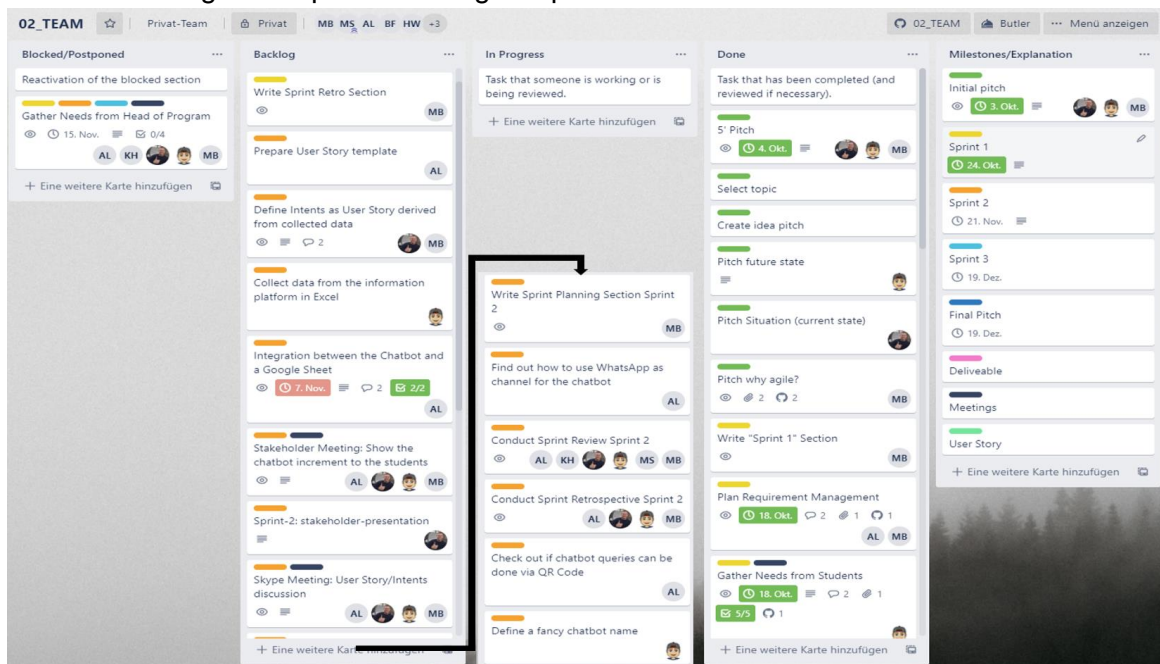 02_TEAM
Privat-Team
Privat
MB MS AL BF HW +3
02_TEAM
Butler
Menü anzeigen
Blocked/Postponed
Reactivation of the blocked section
Gather Needs from Head of Program
15. Nov.
0/4
AL KH MB
+ Eine weitere Karte hinzufügen
Backlog
Write Sprint Retro Section
MB
Prepare User Story template
AL
Define Intents as User Story derived
from collected data
2
MB
Collect data from the information
platform in Excel
Integration between the Chatbot and
a Google Sheet
7. Nov. 2 2/2
AL
Stakeholder Meeting: Show the
chatbot increment to the students
AL MB
Sprint-2: stakeholder-presentation
Skype Meeting: User Story/Intents
discussion
AL MB
+ Eine weitere Karte hinzufügen
In Progress
Task that someone is working or is
being reviewed.
+ Eine weitere Karte hinzufügen
Write Sprint Planning Section Sprint
2
MB
Find out how to use WhatsApp as
channel for the chatbot
AL
Conduct Sprint Review Sprint 2
AL KH MS MB
Conduct Sprint Retrospective Sprint 2
AL MB
Check out if chatbot queries can be
done via QR Code
AL
Define a fancy chatbot name
Done
Task that has been completed (and
reviewed if necessary).
5' Pitch
4. Okt.
MB
Select topic
Create idea pitch
Pitch future state
Pitch Situation (current state)
Pitch why agile?
2 2
MB
Write "Sprint 1" Section
MB
Plan Requirement Management
18. Okt. 2 1 1
AL MB
Gather Needs from Students
18. Okt. 2 1
5/5 1
+ Eine weitere Karte hinzufügen
Milestones/Explanation
Initial pitch
3. Okt.
MB
Sprint 1
24. Okt.
Sprint 2
21. Nov.
Sprint 3
19. Dez.
Final Pitch
19. Dez.
Deliveable
Meetings
User Story
+ Eine weitere Karte hinzufügen